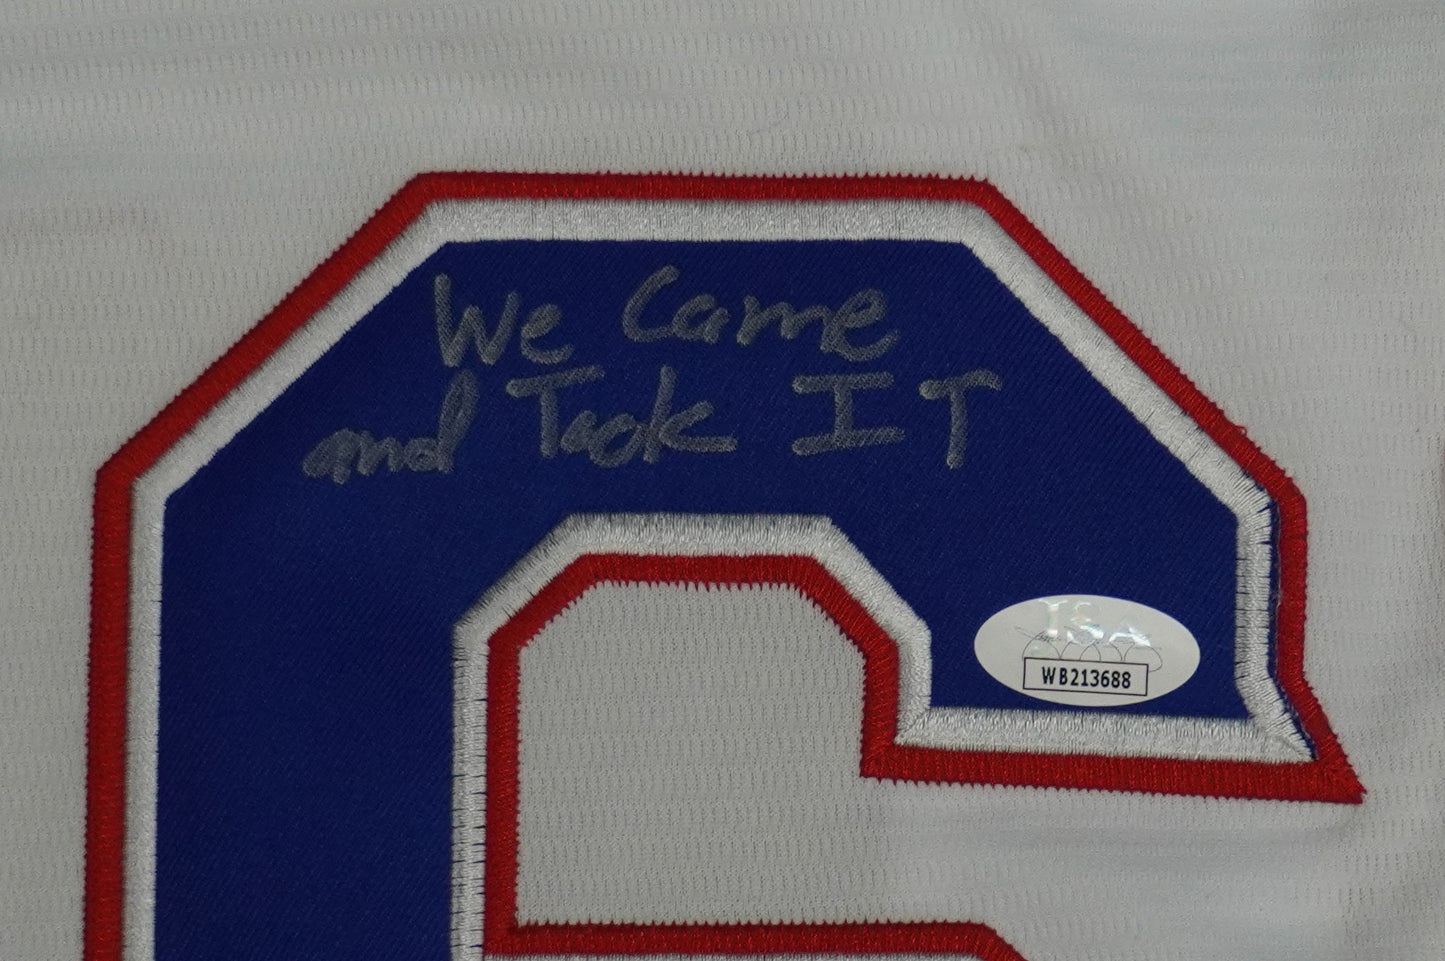 We Came
and Took IT
JSA
WB213688